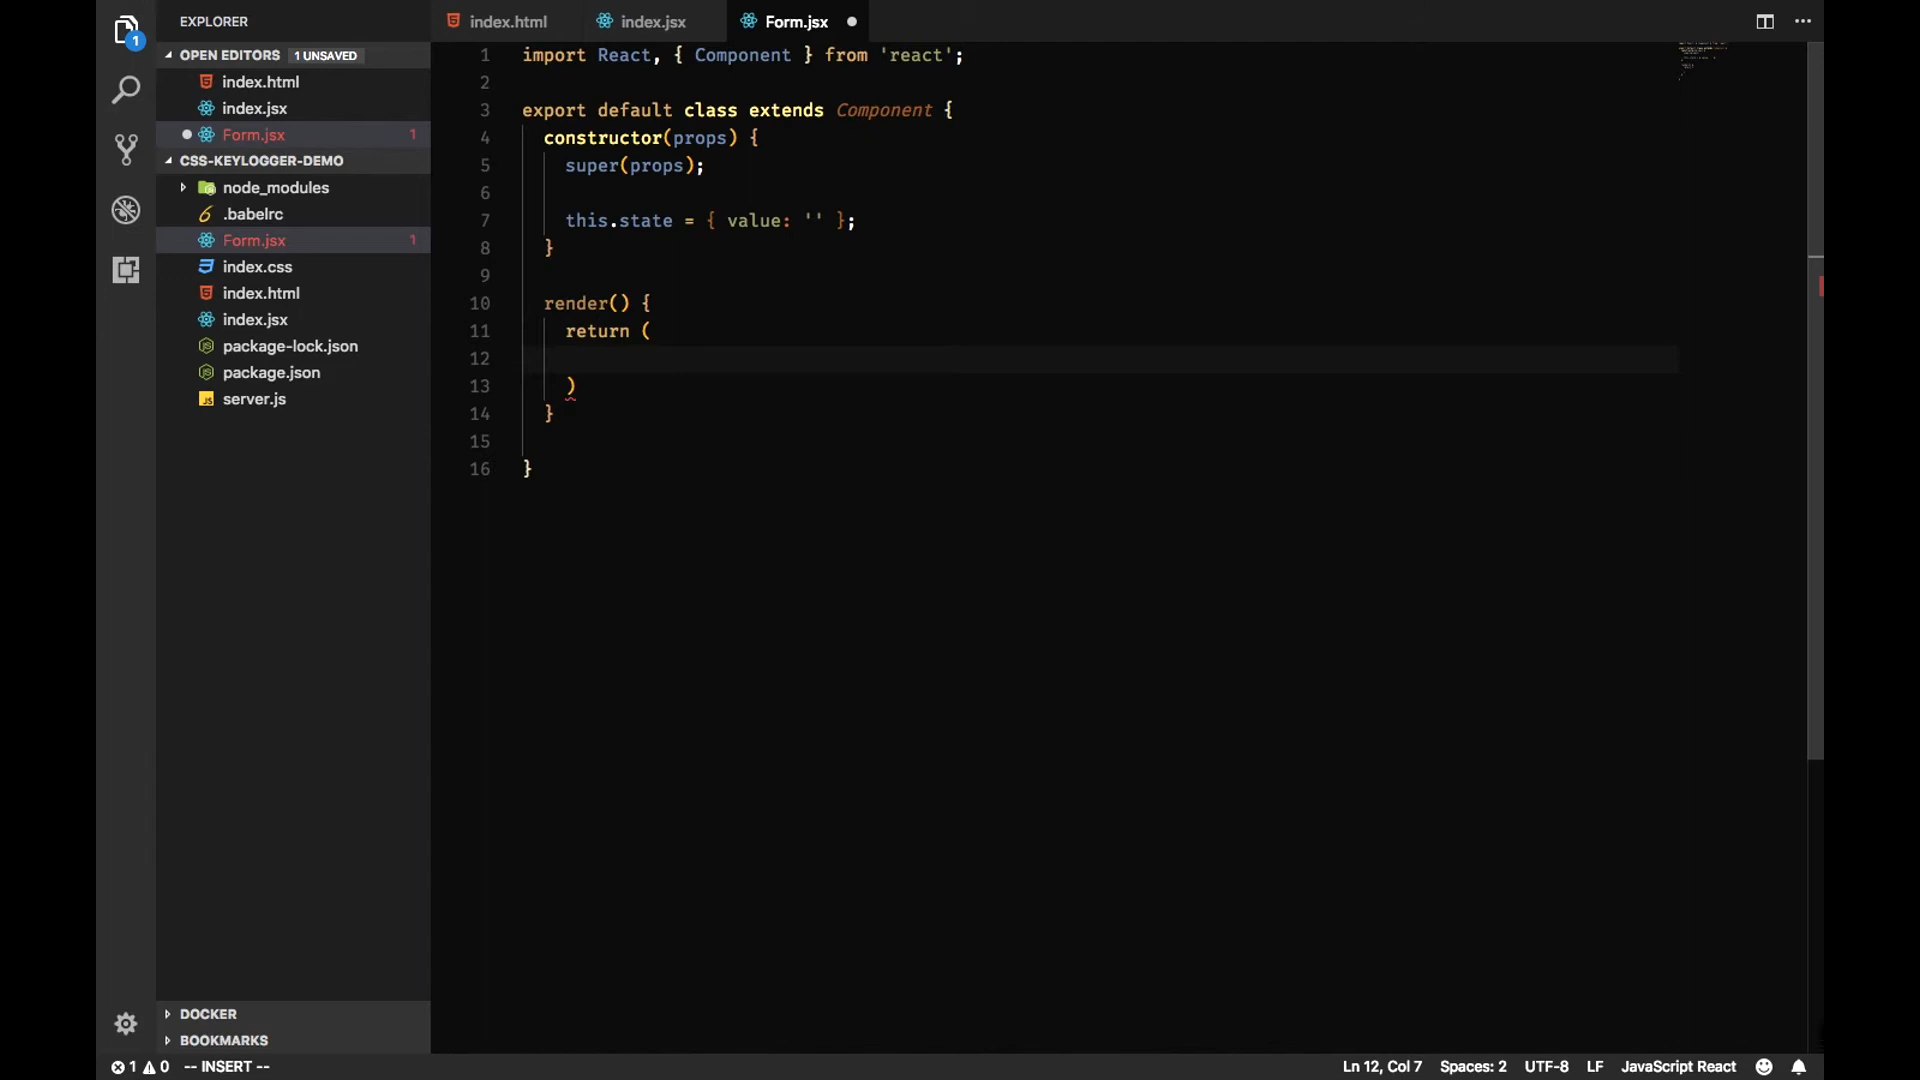 EXPLORER
1
OPEN EDITORS 1 UNSAVED
index.html
index.jsx
Form.jsx 1
CSS-KEYLOGGER-DEMO
node_modules
.babelrc
Form.jsx 1
index.css
index.html
index.jsx
package-lock.json
package.json
server.js
DOCKER
BOOKMARKS
index.html index.jsx Form.jsx
1 import React, { Component } from 'react';
2
3 export default class extends Component {
4 constructor(props) {
5 super(props);
6
7 this.state = { value: '' };
8 }
9
10 render() {
11 return (
12
13 )
14 }
15
16 }
1 0 -- INSERT -- Ln 12, Col 7 Spaces: 2 UTF-8 LF JavaScript React